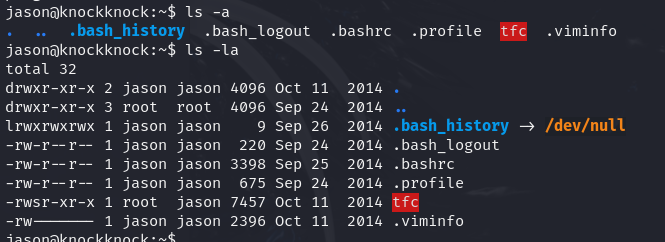 jason@knockknock:~$ ls -a
. .. .bash_history .bash_logout .bashrc .profile tfc .viminfo
jason@knockknock:~$ ls -la
total 32
drwxr-xr-x 2 jason jason 4096 Oct 11 2014 .
drwxr-xr-x 3 root root 4096 Sep 24 2014 ..
lrwxrwxrwx 1 jason jason 9 Sep 26 2014 .bash_history -> /dev/null
-rw-r--r-- 1 jason jason 220 Sep 24 2014 .bash_logout
-rw-r--r-- 1 jason jason 3398 Sep 25 2014 .bashrc
-rw-r--r-- 1 jason jason 675 Sep 24 2014 .profile
-rwsr-xr-x 1 root jason 7457 Oct 11 2014 tfc
-rw------- 1 jason jason 2396 Oct 11 2014 .viminfo
jason@knockknock:~$